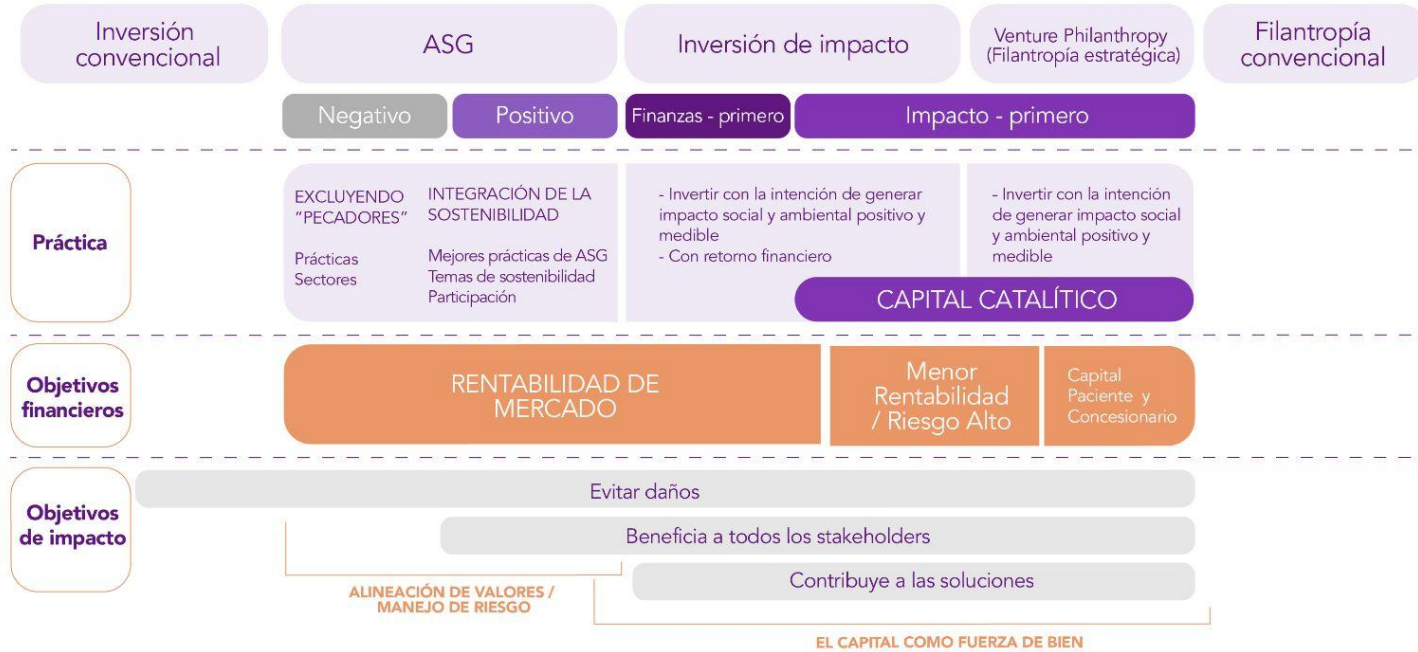 Inversión
convencional
ASG
Inversión de impacto
Venture Philanthropy
(Filantropía estratégica)
Filantropía
convencional
Negativo
Positivo
Finanzas - primero
Impacto - primero
Práctica
EXCLUYENDO
"PECADORES"
Prácticas
Sectores
INTEGRACIÓN DE LA
SOSTENIBILIDAD
Mejores prácticas de ASG
Temas de sostenibilidad
Participación
- Invertir con la intención de generar
impacto social y ambiental positivo y
medible
- Con retorno financiero
- Invertir con la intención
de generar impacto social
y ambiental positivo y
medible
CAPITAL CATALÍTICO
Objetivos
financieros
RENTABILIDAD DE
MERCADO
Menor
Rentabilidad
/ Riesgo Alto
Capital
Paciente y
Concesionario
Objetivos
de impacto
Evitar daños
Beneficia a todos los stakeholders
Contribuye a las soluciones
ALINEACIÓN DE VALORES /
MANEJO DE RIESGO
EL CAPITAL COMO FUERZA DE BIEN